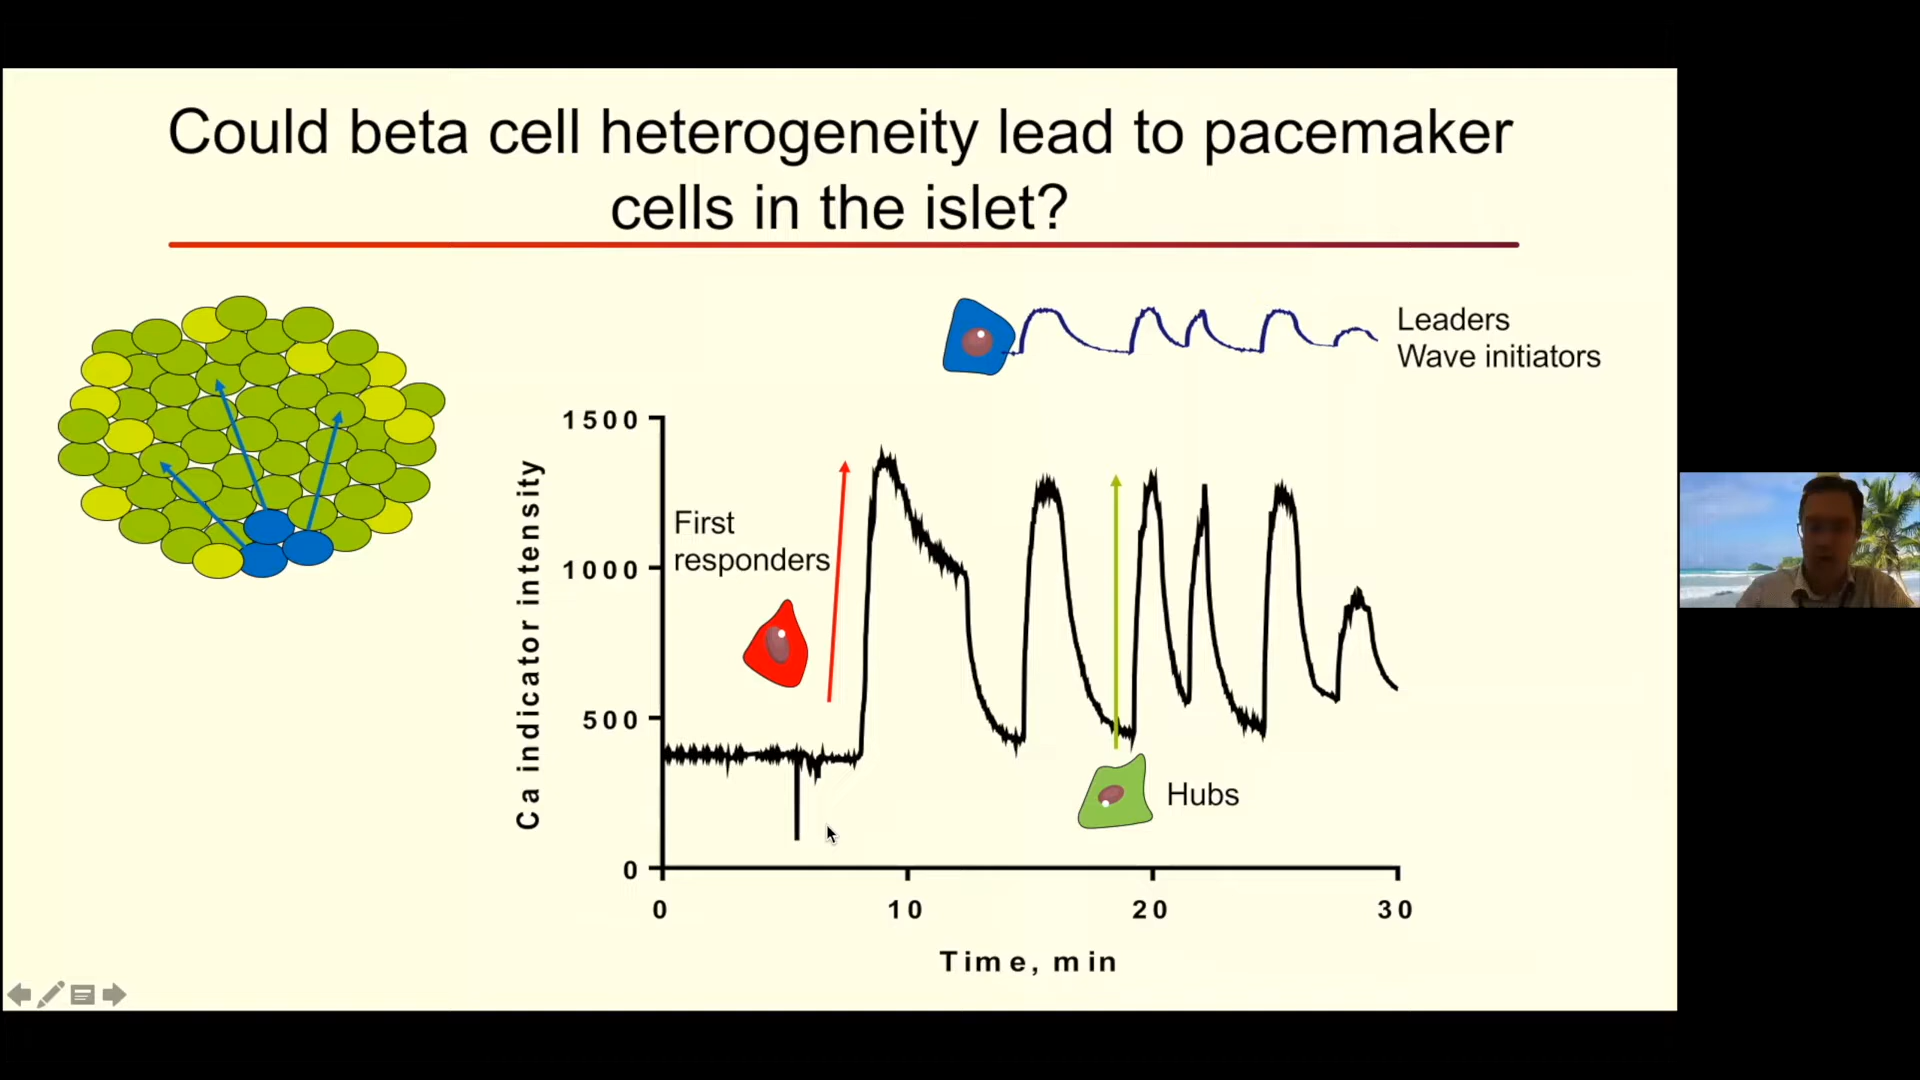 Could beta cell heterogeneity lead to pacemaker
cells in the islet?
Leaders
Wave initiators
1500
1000
500
0
Ca indicator intensity
First
responders
Hubs
0
10
20
30
Time, min